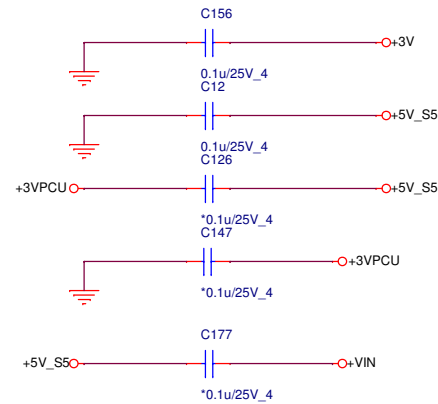 C156
+3V
0.1u/25V_4
C12
+5V_S5
0.1u/25V_4
C126
+3VPCU
+5V_S5
*0.1u/25V_4
C147
+3VPCU
*0.1u/25V_4
C177
+5V_S5
+VIN
*0.1u/25V_4